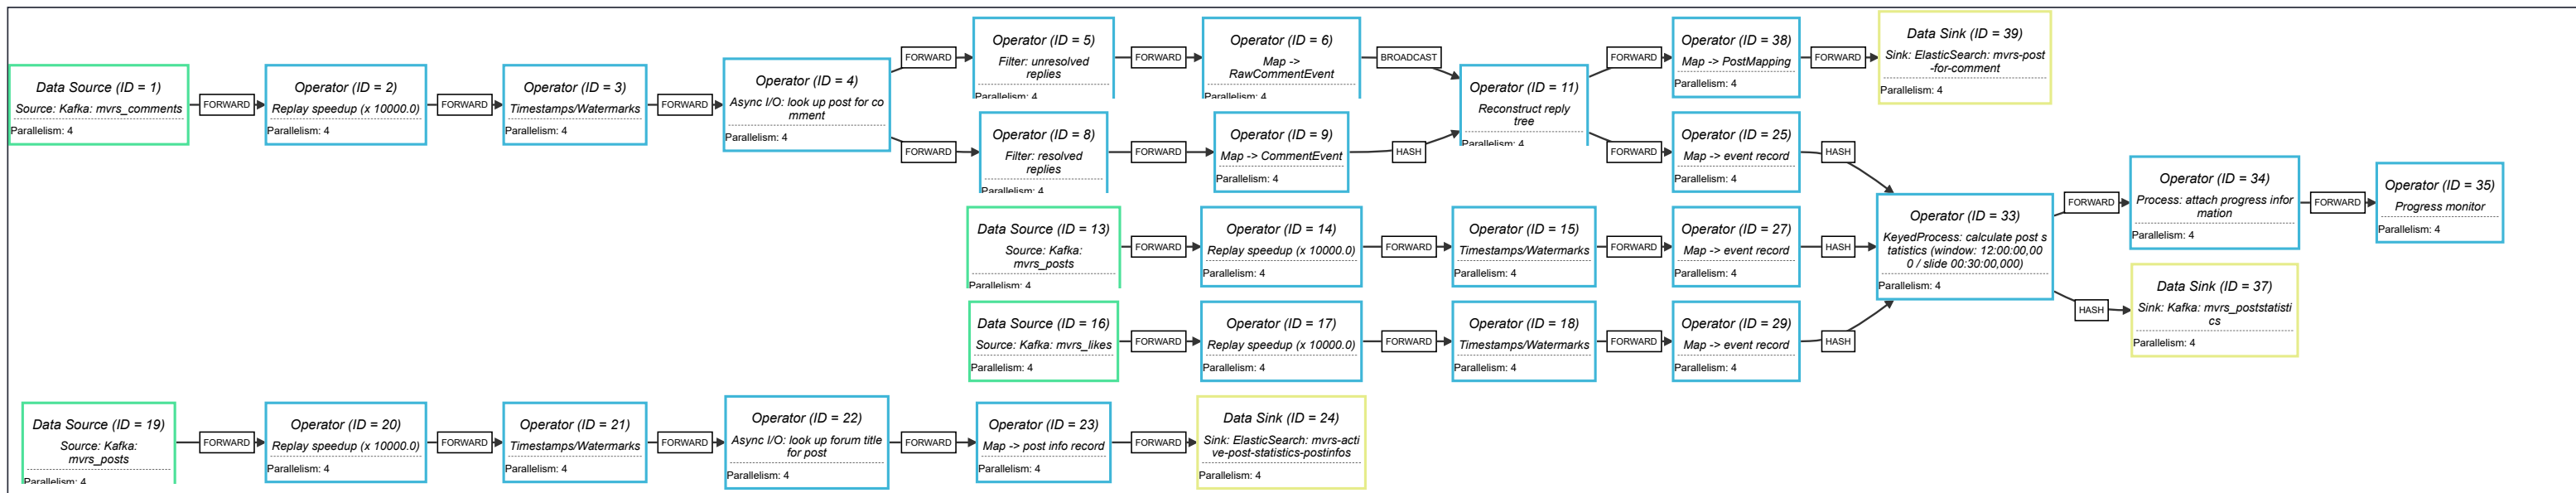 Data Source (ID = 1)
Source: Kafka: mvrs_comments
Parallelism: 4
FORWARD
Operator (ID = 2)
Replay speedup (x 10000.0)
Parallelism: 4
FORWARD
Operator (ID = 3)
Timestamps/Watermarks
Parallelism: 4
FORWARD
Operator (ID = 4)
Async I/O: look up post for co
mment
Parallelism: 4
FORWARD
Operator (ID = 5)
Filter: unresolved
replies
Parallelism: 4
FORWARD
Operator (ID = 6)
Map ->
RawCommentEvent
Parallelism: 4
BROADCAST
FORWARD
Operator (ID = 8)
Filter: resolved
replies
Parallelism: 4
FORWARD
Operator (ID = 9)
Map -> CommentEvent
Parallelism: 4
HASH
Operator (ID = 11)
Reconstruct reply
tree
Parallelism: 4
FORWARD
Operator (ID = 38)
Map -> PostMapping
Parallelism: 4
FORWARD
Data Sink (ID = 39)
Sink: ElasticSearch: mvrs-post
-for-comment
Parallelism: 4
FORWARD
Operator (ID = 25)
Map -> event record
Parallelism: 4
HASH
Data Source (ID = 13)
Source: Kafka:
mvrs_posts
Parallelism: 4
FORWARD
Operator (ID = 14)
Replay speedup (x 10000.0)
Parallelism: 4
FORWARD
Operator (ID = 15)
Timestamps/Watermarks
Parallelism: 4
FORWARD
Operator (ID = 27)
Map -> event record
Parallelism: 4
HASH
Data Source (ID = 16)
Source: Kafka: mvrs_likes
Parallelism: 4
FORWARD
Operator (ID = 17)
Replay speedup (x 10000.0)
Parallelism: 4
FORWARD
Operator (ID = 18)
Timestamps/Watermarks
Parallelism: 4
FORWARD
Operator (ID = 29)
Map -> event record
Parallelism: 4
HASH
Operator (ID = 33)
KeyedProcess: calculate post s
tatistics (window: 12:00:00,00
0 / slide 00:30:00,000)
Parallelism: 4
FORWARD
Operator (ID = 34)
Process: attach progress infor
mation
Parallelism: 4
FORWARD
Operator (ID = 35)
Progress monitor
Parallelism: 4
HASH
Data Sink (ID = 37)
Sink: Kafka: mvrs_poststatisti
cs
Parallelism: 4
Data Source (ID = 19)
Source: Kafka:
mvrs_posts
Parallelism: 4
FORWARD
Operator (ID = 20)
Replay speedup (x 10000.0)
Parallelism: 4
FORWARD
Operator (ID = 21)
Timestamps/Watermarks
Parallelism: 4
FORWARD
Operator (ID = 22)
Async I/O: look up forum title
for post
Parallelism: 4
FORWARD
Operator (ID = 23)
Map -> post info record
Parallelism: 4
FORWARD
Data Sink (ID = 24)
Sink: ElasticSearch: mvrs-acti
ve-post-statistics-postinfos
Parallelism: 4